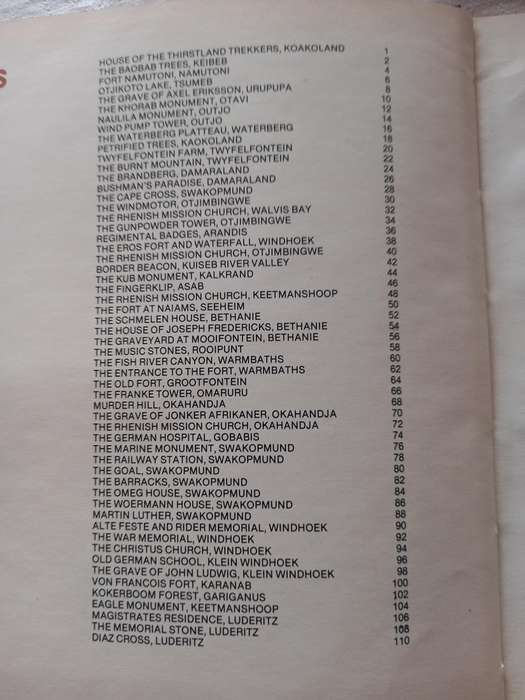 S
HOUSE OF THE THIRSTLAND TREKKERS, KOAKOLAND 1
THE BAOBAB TREES, KEIBEB 2
FORT NAMUTONI, NAMUTONI 4
OTJIKOTO LAKE, TSUMEB 6
THE GRAVE OF AXEL ERIKSSON, URUPUPA 8
THE KHORAB MONUMENT, OTAVI 10
NAULILA MONUMENT, OUTJO 12
WIND PUMP TOWER, OUTJO 14
THE WATERBERG PLATTEAU, WATERBERG 16
PETRIFIED TREES, KAOKOLAND 18
TWYFELFONTEIN FARM, TWYFELFONTEIN 20
THE BURNT MOUNTAIN, TWYFELFONTEIN 22
THE BRANDBERG, DAMARALAND 24
BUSHMAN'S PARADISE, DAMARALAND 26
THE CAPE CROSS, SWAKOPMUND 28
THE WINDMOTOR, OTJIMBINGWE 30
THE RHENISH MISSION CHURCH, WALVIS BAY 32
THE GUNPOWDER TOWER, OTJIMBINGWE 34
REGIMENTAL BADGES, ARANDIS 36
THE EROS FORT AND WATERFALL, WINDHOEK 38
THE RHENISH MISSION CHURCH, OTJIMBINGWE 40
BORDER BEACON, KUISEB RIVER VALLEY 42
THE KUB MONUMENT, KALKRAND 44
THE FINGERKLIP, ASAB 46
THE RHENISH MISSION CHURCH, KEETMANSHOOP 48
THE FORT AT NAIAMS, SEEHEIM 50
THE SCHMELEN HOUSE, BETHANIE 52
THE HOUSE OF JOSEPH FREDERICKS, BETHANIE 54
THE GRAVEYARD AT MOOIFONTEIN, BETHANIE 56
THE MUSIC STONES, ROOIPUNT 58
THE FISH RIVER CANYON, WARMBATHS 60
THE ENTRANCE TO THE FORT, WARMBATHS 62
THE OLD FORT, GROOTFONTEIN 64
THE FRANKE TOWER, OMARURU 66
MURDER HILL, OKAHANDJA 68
THE GRAVE OF JONKER AFRIKANER, OKAHANDJA 70
THE RHENISH MISSION CHURCH, OKAHANDJA 72
THE GERMAN HOSPITAL, GOBABIS 74
THE MARINE MONUMENT, SWAKOPMUND 76
THE RAILWAY STATION, SWAKOPMUND 78
THE GOAL, SWAKOPMUND 80
THE BARRACKS, SWAKOPMUND 82
THE OMEG HOUSE, SWAKOPMUND 84
THE WOERMANN HOUSE, SWAKOPMUND 86
MARTIN LUTHER, SWAKOPMUND 88
ALTE FESTE AND RIDER MEMORIAL, WINDHOEK 90
THE WAR MEMORIAL, WINDHOEK 92
THE CHRISTUS CHURCH, WINDHOEK 94
OLD GERMAN SCHOOL, KLEIN WINDHOEK 96
THE GRAVE OF JOHN LUDWIG, KLEIN WINDHOEK 98
VON FRANCOIS FORT, KARANAB 100
KOKERBOOM FOREST, GARIGANUS 102
EAGLE MONUMENT, KEETMANSHOOP 104
MAGISTRATES RESIDENCE, LUDERITZ 106
THE MEMORIAL STONE, LUDERITZ 108
DIAZ CROSS, LUDERITZ 110